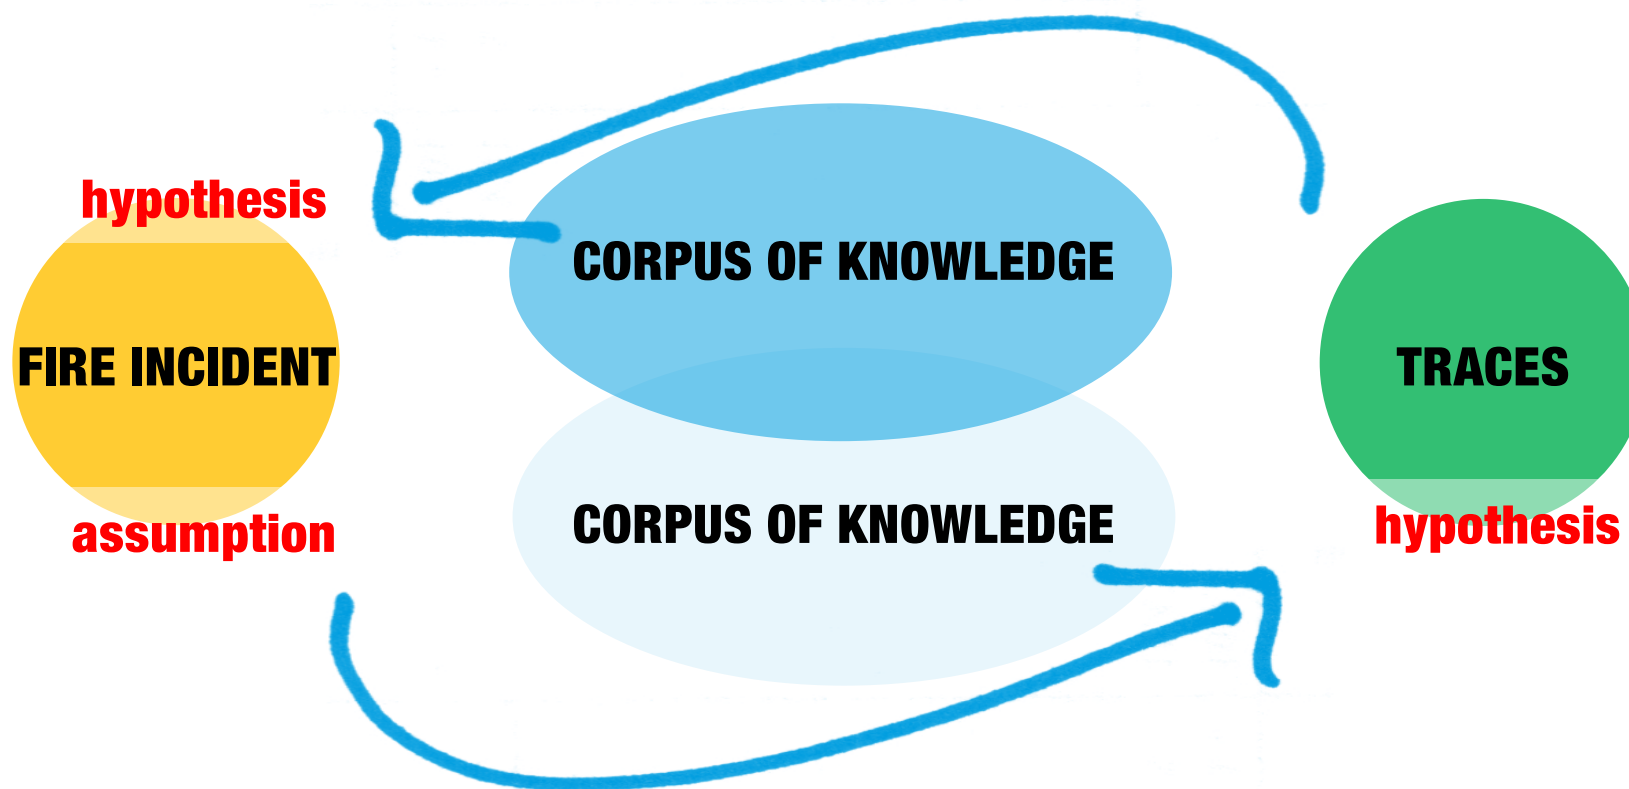 hypothesis
CORPUS OF KNOWLEDGE
FIRE INCIDENT
TRACES
assumption
CORPUS OF KNOWLEDGE
hypothesis